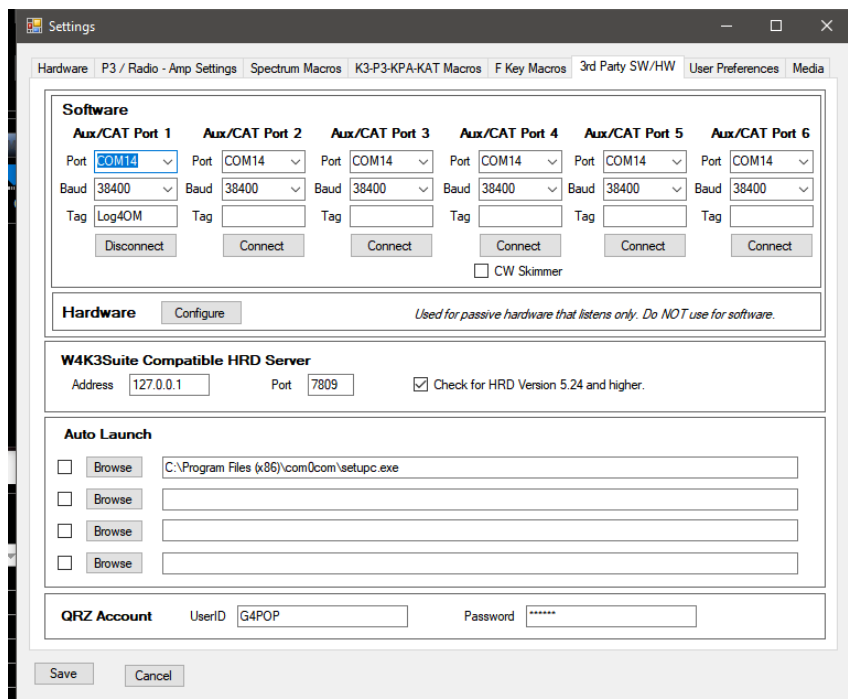 Settings
Hardware P3 / Radio - Amp Settings Spectrum Macros K3-P3-KPA-KAT Macros F Key Macros 3rd Party SW/HW User Preferences Media
Software
Aux/CAT Port 1 Aux/CAT Port 2 Aux/CAT Port 3 Aux/CAT Port 4 Aux/CAT Port 5 Aux/CAT Port 6
Port COM14 Port COM14 Port COM14 Port COM14 Port COM14 Port COM14
Baud 38400 Baud 38400 Baud 38400 Baud 38400 Baud 38400 Baud 38400
Tag Log4OM Tag Tag Tag Tag Tag
Disconnect Connect Connect Connect Connect Connect
CW Skimmer
Hardware Configure Used for passive hardware that listens only. Do NOT use for software.
W4K3Suite Compatible HRD Server
Address 127.0.0.1 Port 7809 Check for HRD Version 5.24 and higher.
Auto Launch
Browse C:\Program Files (x86)\com0com\setupc.exe
Browse
Browse
Browse
QRZ Account UserID G4POP Password ******
Save Cancel